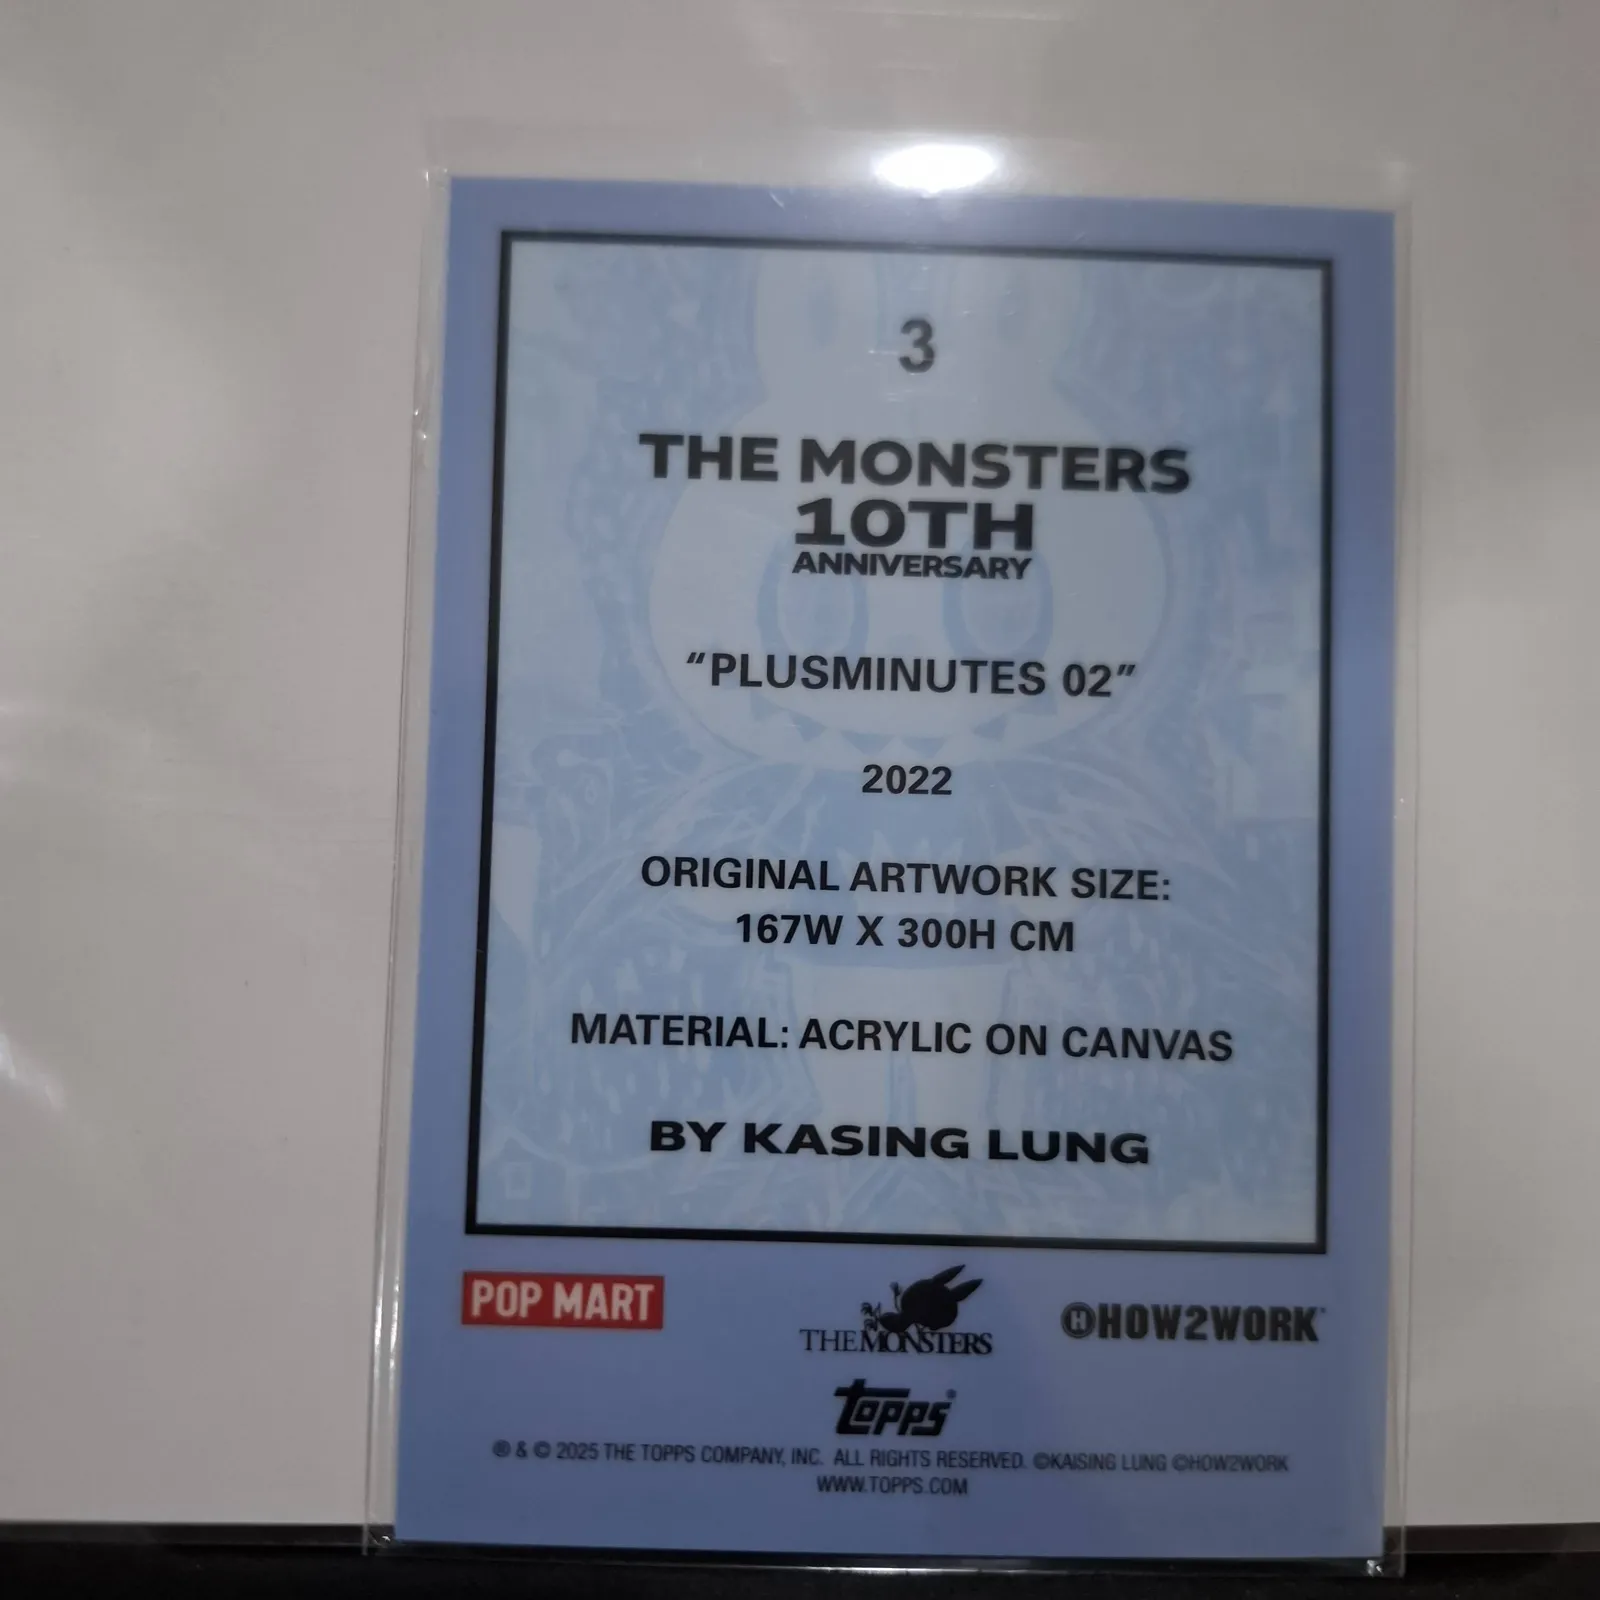 3
THE MONSTERS
10TH
ANNIVERSARY
“PLUSMINUTES 02”
2022
ORIGINAL ARTWORK SIZE:
167W X 300H CM
MATERIAL: ACRYLIC ON CANVAS
BY KASING LUNG
POP MART
THE MONSTERS
H HOW2WORK
topps®
® & © 2025 THE TOPPS COMPANY, INC. ALL RIGHTS RESERVED. ©KAISING LUNG ©HOW2WORK
WWW.TOPPS.COM